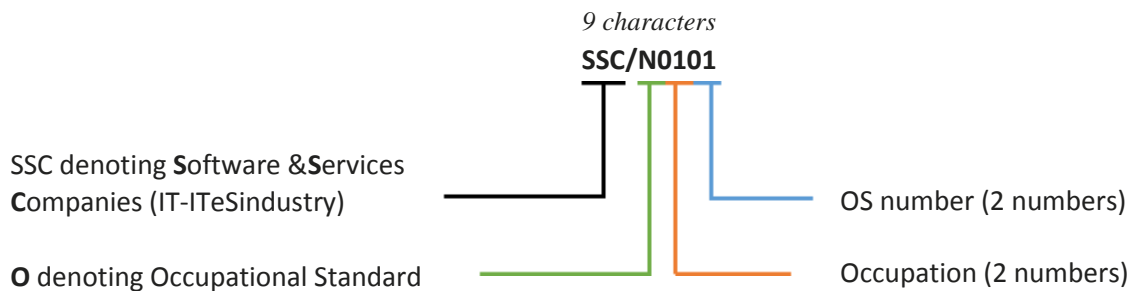 9 characters
SSC/N0101
SSC denoting Software &Services
Companies (IT-ITeSindustry)
OS number (2 numbers)
O denoting Occupational Standard
Occupation (2 numbers)